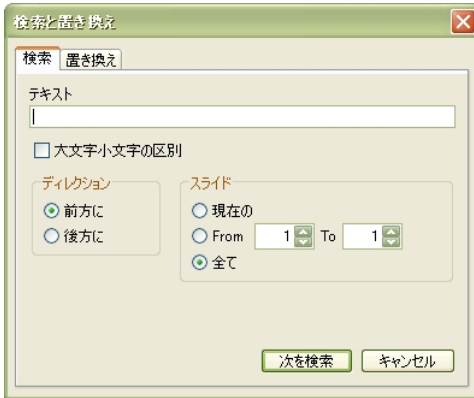 検索と置き換え
検索 置き換え
テキスト
大文字小文字の区別
ディレクション
前方に
後方に
スライド
現在の
From 1 To 1
全て
次を検索 キャンセル